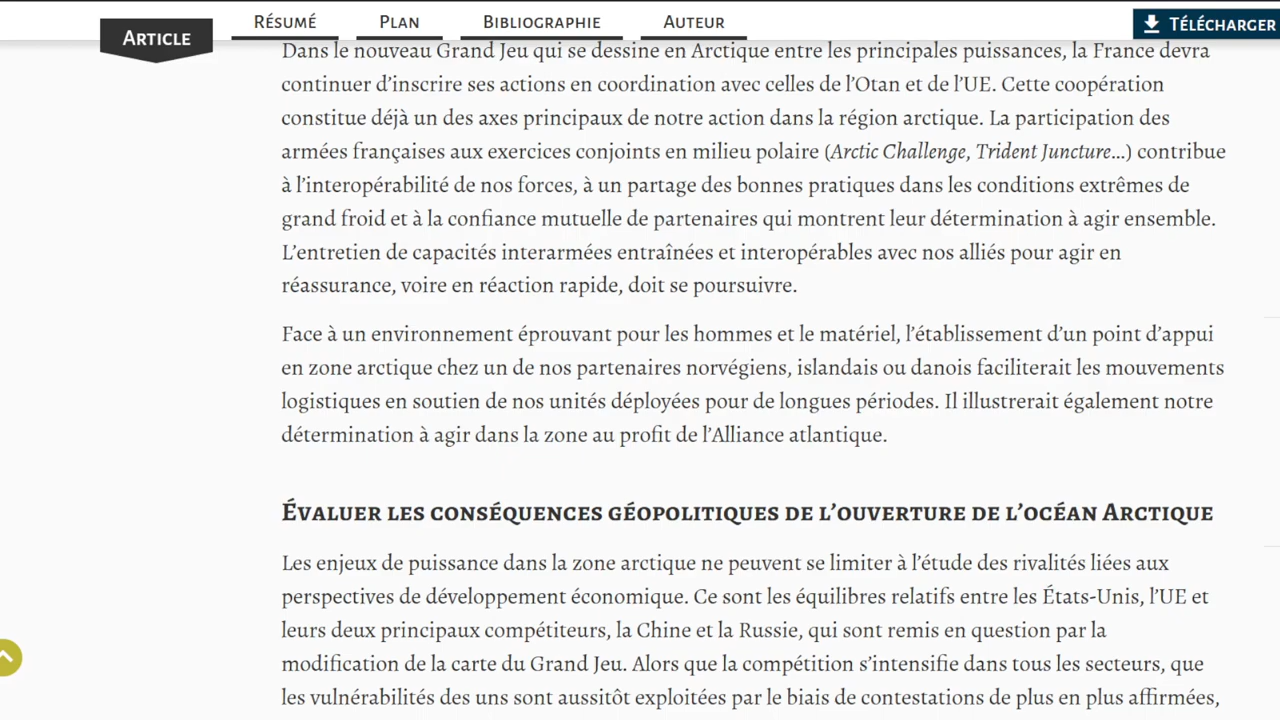 Article
Résumé
Plan
Bibliographie
Auteur
Télécharger
Dans le nouveau Grand Jeu qui se dessine en Arctique entre les principales puissances, la France devra
continuer d’inscrire ses actions en coordination avec celles de l’Otan et de l’UE. Cette coopération
constitue déjà un des axes principaux de notre action dans la région arctique. La participation des
armées françaises aux exercices conjoints en milieu polaire (Arctic Challenge, Trident Juncture…) contribue
à l’interopérabilité de nos forces, à un partage des bonnes pratiques dans les conditions extrêmes de
grand froid et à la confiance mutuelle de partenaires qui montrent leur détermination à agir ensemble.
L’entretien de capacités interarmées entraînées et interopérables avec nos alliés pour agir en
réassurance, voire en réaction rapide, doit se poursuivre.
Face à un environnement éprouvant pour les hommes et le matériel, l’établissement d’un point d’appui
en zone arctique chez un de nos partenaires norvégiens, islandais ou danois faciliterait les mouvements
logistiques en soutien de nos unités déployées pour de longues périodes. Il illustrerait également notre
détermination à agir dans la zone au profit de l’Alliance atlantique.
Évaluer les conséquences géopolitiques de l’ouverture de l’océan Arctique
Les enjeux de puissance dans la zone arctique ne peuvent se limiter à l’étude des rivalités liées aux
perspectives de développement économique. Ce sont les équilibres relatifs entre les États-Unis, l’UE et
leurs deux principaux compétiteurs, la Chine et la Russie, qui sont remis en question par la
modification de la carte du Grand Jeu. Alors que la compétition s’intensifie dans tous les secteurs, que
les vulnérabilités des uns sont aussitôt exploitées par le biais de contestations de plus en plus affirmées,